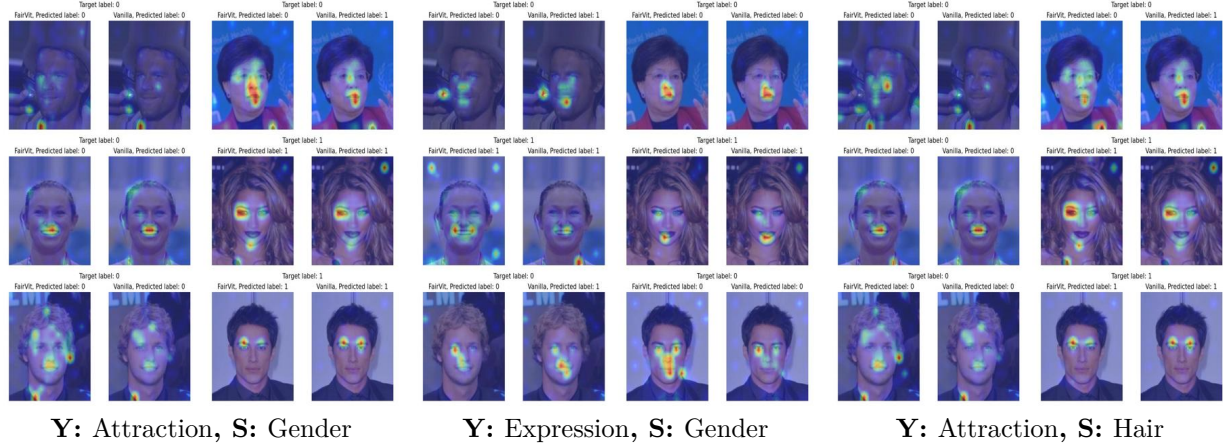 Target label: 0 Target label: 0 Target label: 0 Target label: 0 Target label: 0 Target label: 0
FairVit, Predicted label: 0 Vanilla, Predicted label: 0 FairVit, Predicted label: 0 Vanilla, Predicted label: 1 FairVit, Predicted label: 0 Vanilla, Predicted label: 1 FairVit, Predicted label: 0 Vanilla, Predicted label: 0 FairVit, Predicted label: 0 Vanilla, Predicted label: 0 FairVit, Predicted label: 0 Vanilla, Predicted label: 1
Target label: 0 Target label: 1 Target label: 1 Target label: 1 Target label: 0 Target label: 1
FairVit, Predicted label: 0 Vanilla, Predicted label: 0 FairVit, Predicted label: 1 Vanilla, Predicted label: 1 FairVit, Predicted label: 1 Vanilla, Predicted label: 0 FairVit, Predicted label: 1 Vanilla, Predicted label: 1 FairVit, Predicted label: 0 Vanilla, Predicted label: 0 FairVit, Predicted label: 1 Vanilla, Predicted label: 1
Target label: 0 Target label: 1 Target label: 0 Target label: 0 Target label: 0 Target label: 1
FairVit, Predicted label: 0 Vanilla, Predicted label: 0 FairVit, Predicted label: 1 Vanilla, Predicted label: 1 FairVit, Predicted label: 0 Vanilla, Predicted label: 1 FairVit, Predicted label: 0 Vanilla, Predicted label: 0 FairVit, Predicted label: 0 Vanilla, Predicted label: 0 FairVit, Predicted label: 1 Vanilla, Predicted label: 1
Y: Attraction, S: Gender Y: Expression, S: Gender Y: Attraction, S: Hair